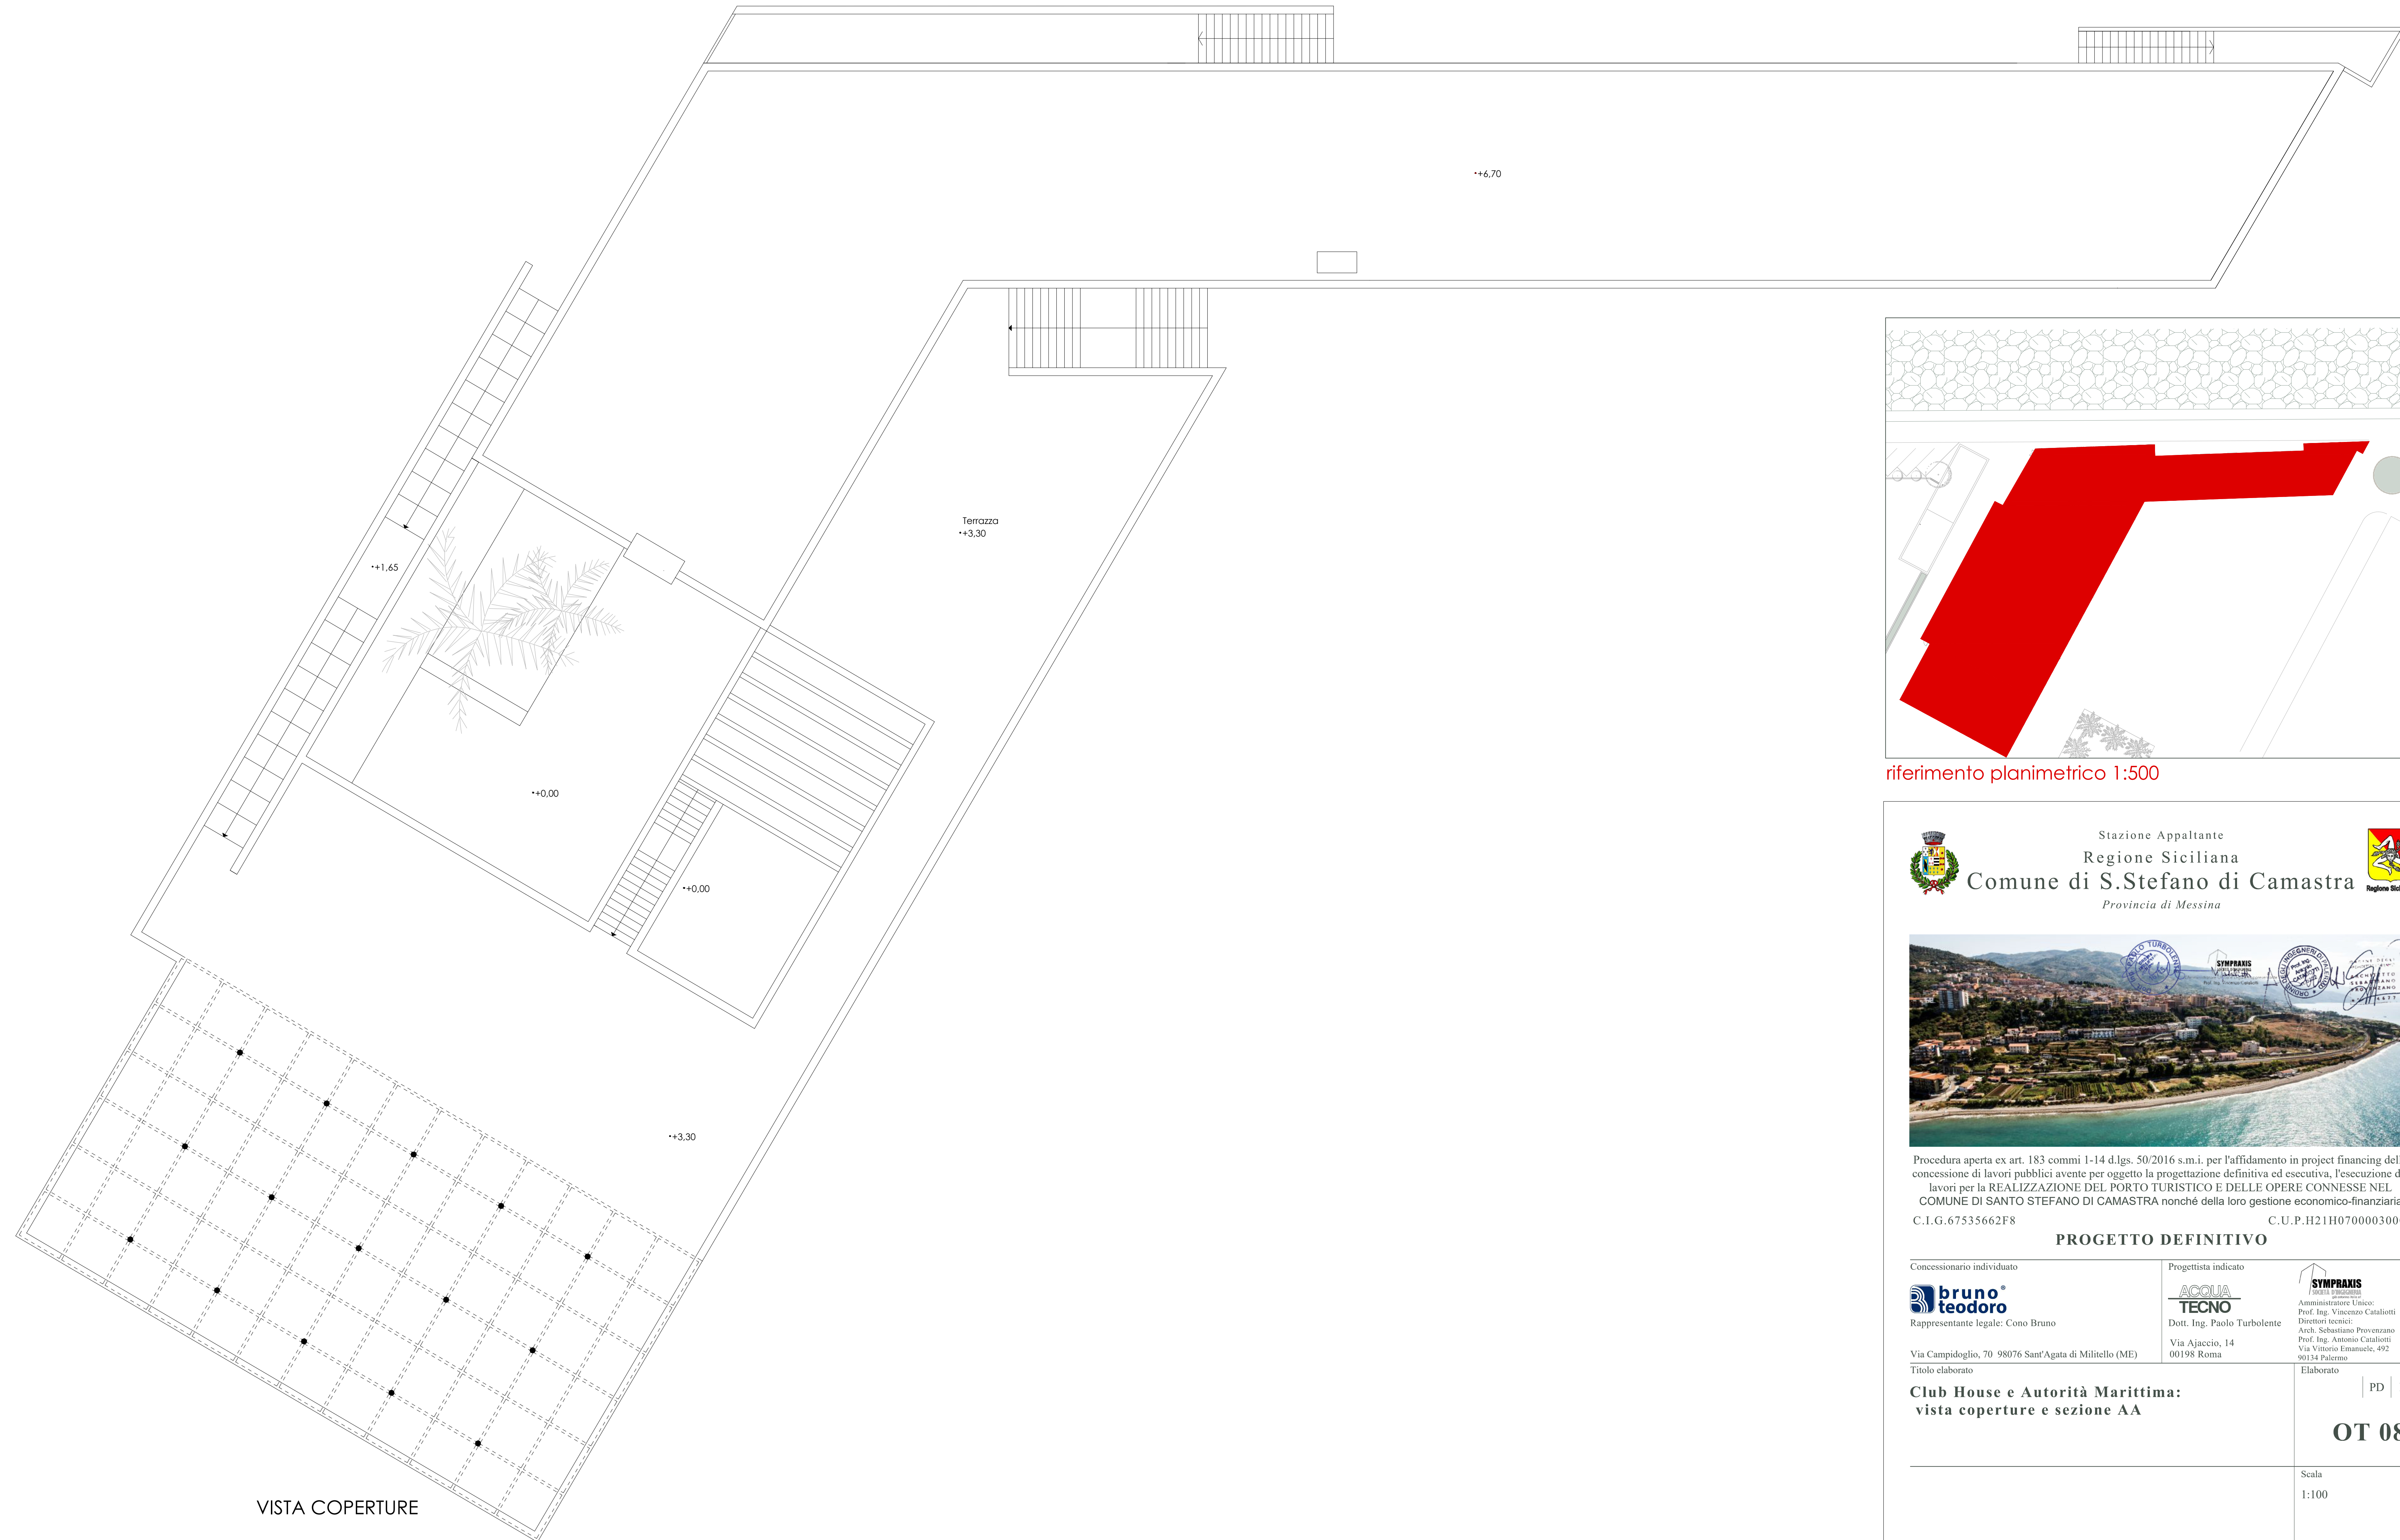 •+6,70
Terrazza
•+3,30
•+1,65
•+0,00
•+0,00
•+3,30
VISTA COPERTURE
riferimento planimetrico 1:500
Stazione Appaltante
Regione Siciliana
Comune di S.Stefano di Camastra
Provincia di Messina
SYMPRAXIS
Procedura aperta ex art. 183 commi 1-14 d.lgs. 50/2016 s.m.i. per l'affidamento in project financing
concessione di lavori pubblici avente per oggetto la progettazione definitiva ed esecutiva, l'esecuzione
lavori per la REALIZZAZIONE DEL PORTO TURISTICO E DELLE OPERE CONNESSE NEL
COMUNE DI SANTO STEFANO DI CAMASTRA nonché della loro gestione economico-finanziaria
C.I.G.67535662F8
C.U.P.H21H070000300
PROGETTO DEFINITIVO
Concessionario individuato
bruno®
teodoro
Rappresentante legale: Cono Bruno
Via Campidoglio, 70 98076 Sant'Agata di Militello (ME)
Progettista indicato
ACQUA
TECNO
Dott. Ing. Paolo Turbolente
Via Ajaccio, 14
00198 Roma
SYMPRAXIS
SOCIETÀ D'INGEGNERIA
Amministratore Unico:
Prof. Ing. Vincenzo Cataliotti
Direttori tecnici:
Arch. Sebastiano Provenzano
Prof. Ing. Antonio Cataliotti
Via Vittorio Emanuele, 492
90134 Palermo
Titolo elaborato
Club House e Autorità Marittima:
vista coperture e sezione AA
Elaborato
PD
OT 08
Scala
1:100